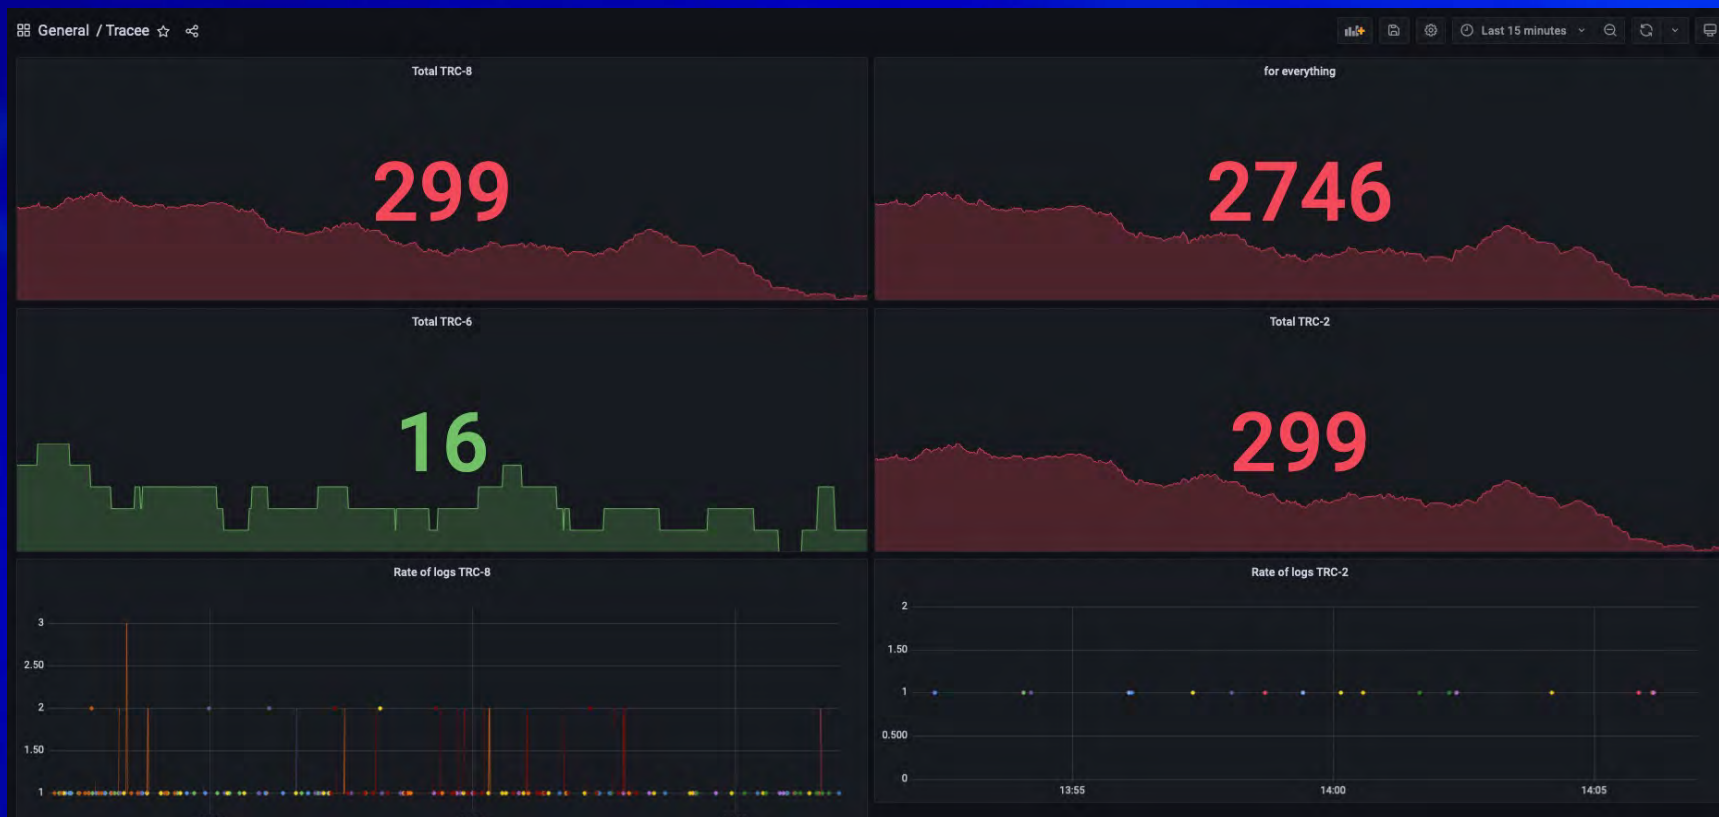 General / Tracee
Last 15 minutes
Total TRC-8
299
for everything
2746
Total TRC-6
16
Total TRC-2
299
Rate of logs TRC-8
3
2.50
2
1.50
1
Rate of logs TRC-2
2
1.50
1
0.500
0
13:55
14:00
14:05